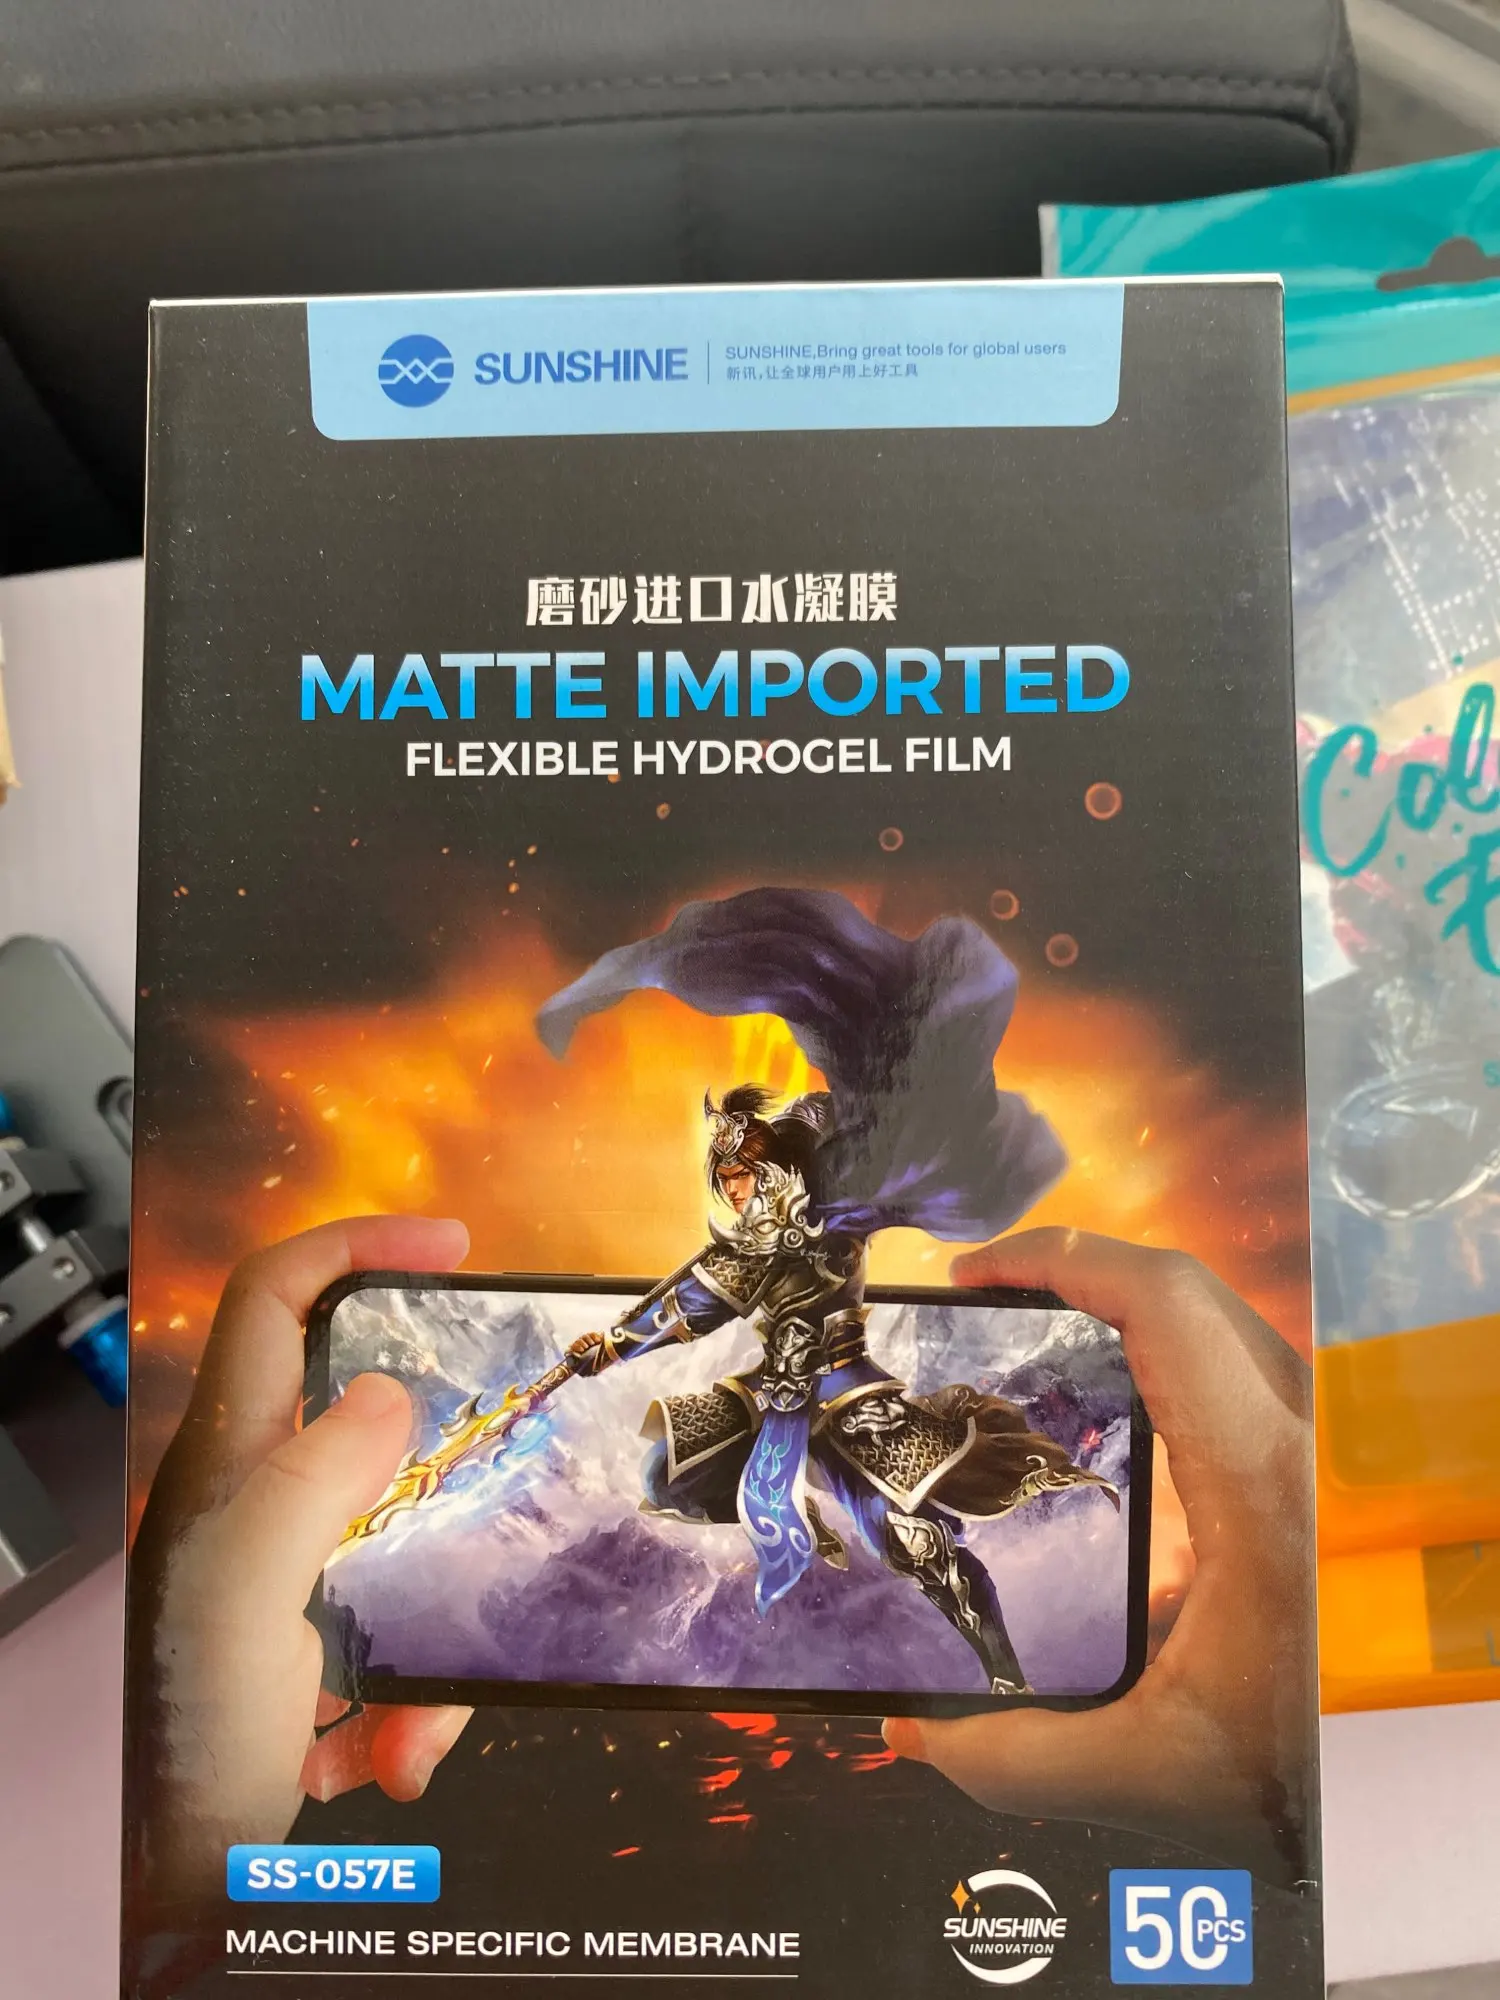 SUNSHINE
SUNSHINE,Bring great tools for global users
新讯,让全球用户用上好工具
磨砂进口水凝膜
MATTE IMPORTED
FLEXIBLE HYDROGEL FILM
SS-057E
MACHINE SPECIFIC MEMBRANE
SUNSHINE
INNOVATION
50 PCS